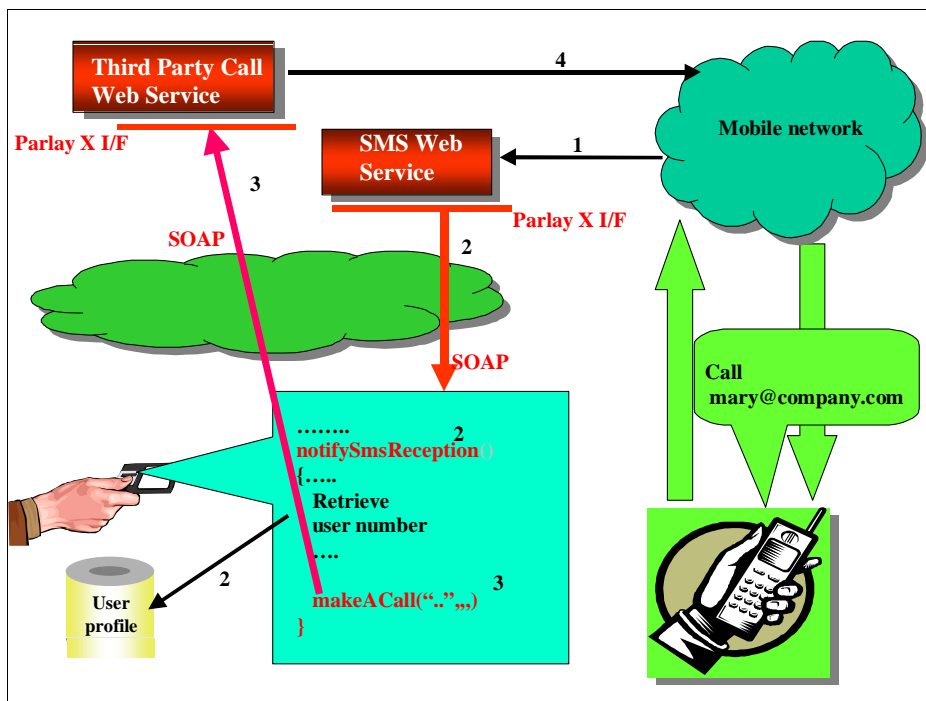 Third Party Call
Web Service
4
Mobile network
Parlay X I/F
SMS Web
Service
1
3
Parlay X I/F
SOAP
2
SOAP
Call
mary@company.com
……..
2
notifySmsReception()
{…..
Retrieve
user number
….
3
makeACall(“..”,,,)
}
2
User
profile